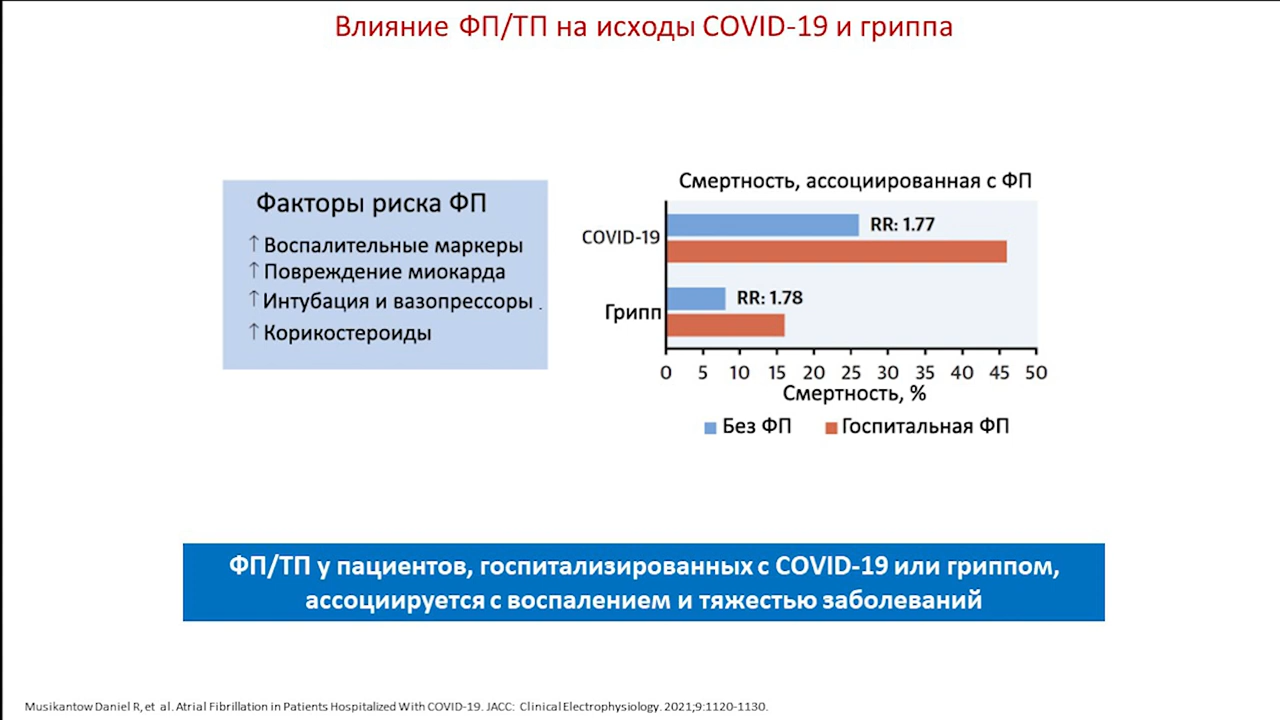 Влияние ФП/ТП на исходы COVID-19 и гриппа
Факторы риска ФП
↑ Воспалительные маркеры
↑ Повреждение миокарда
↑ Интубация и вазопрессоры .
↑ Корикостероиды
Смертность, ассоциированная с ФП
COVID-19
RR: 1.77
Грипп
RR: 1.78
0 5 10 15 20 25 30 35 40 45 50
Смертность, %
Без ФП Госпитальная ФП
ФП/ТП у пациентов, госпитализированных с COVID-19 или гриппом,
ассоциируется с воспалением и тяжестью заболеваний
Musikantow Daniel R, et al. Atrial Fibrillation in Patients Hospitalized With COVID-19. JACC: Clinical Electrophysiology. 2021;9:1120-1130.